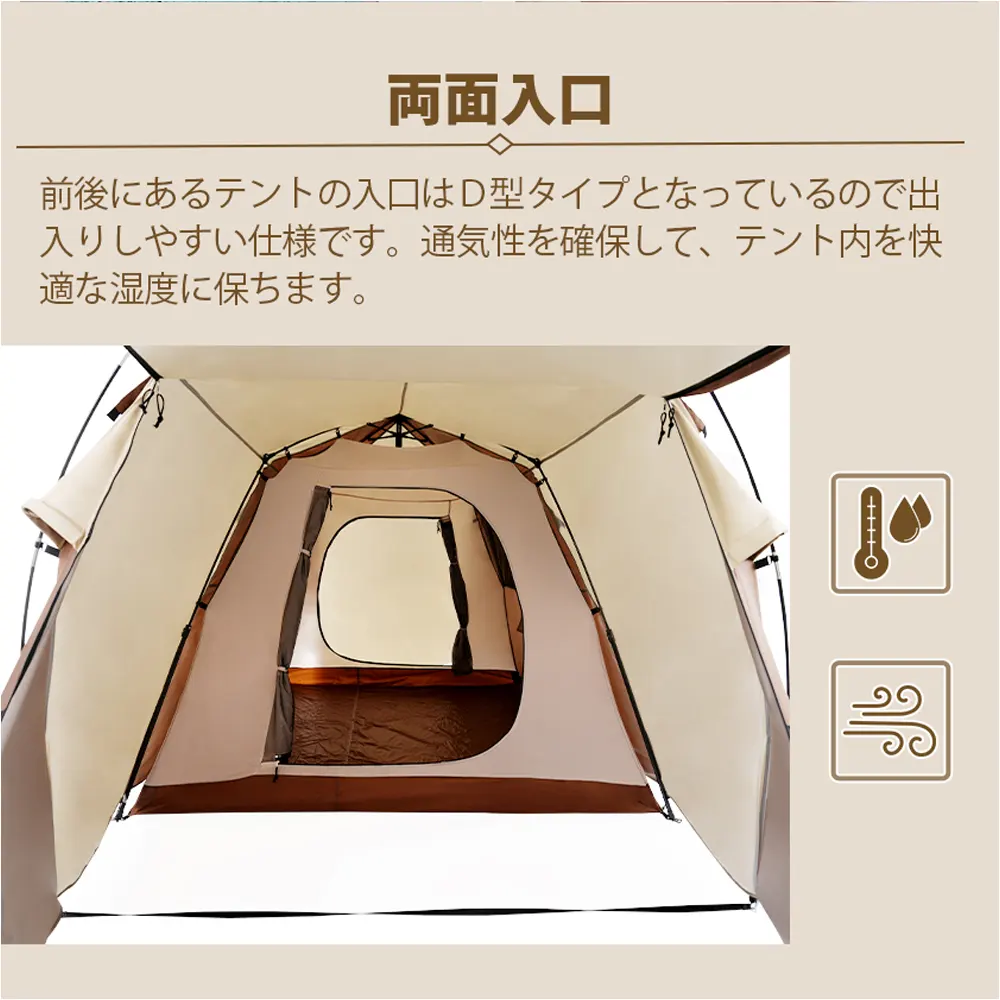 両面入口
前後にあるテントの入口はＤ型タイプとなっているので出
入りしやすい仕様です。通気性を確保して、テント内を快
適な湿度に保ちます。